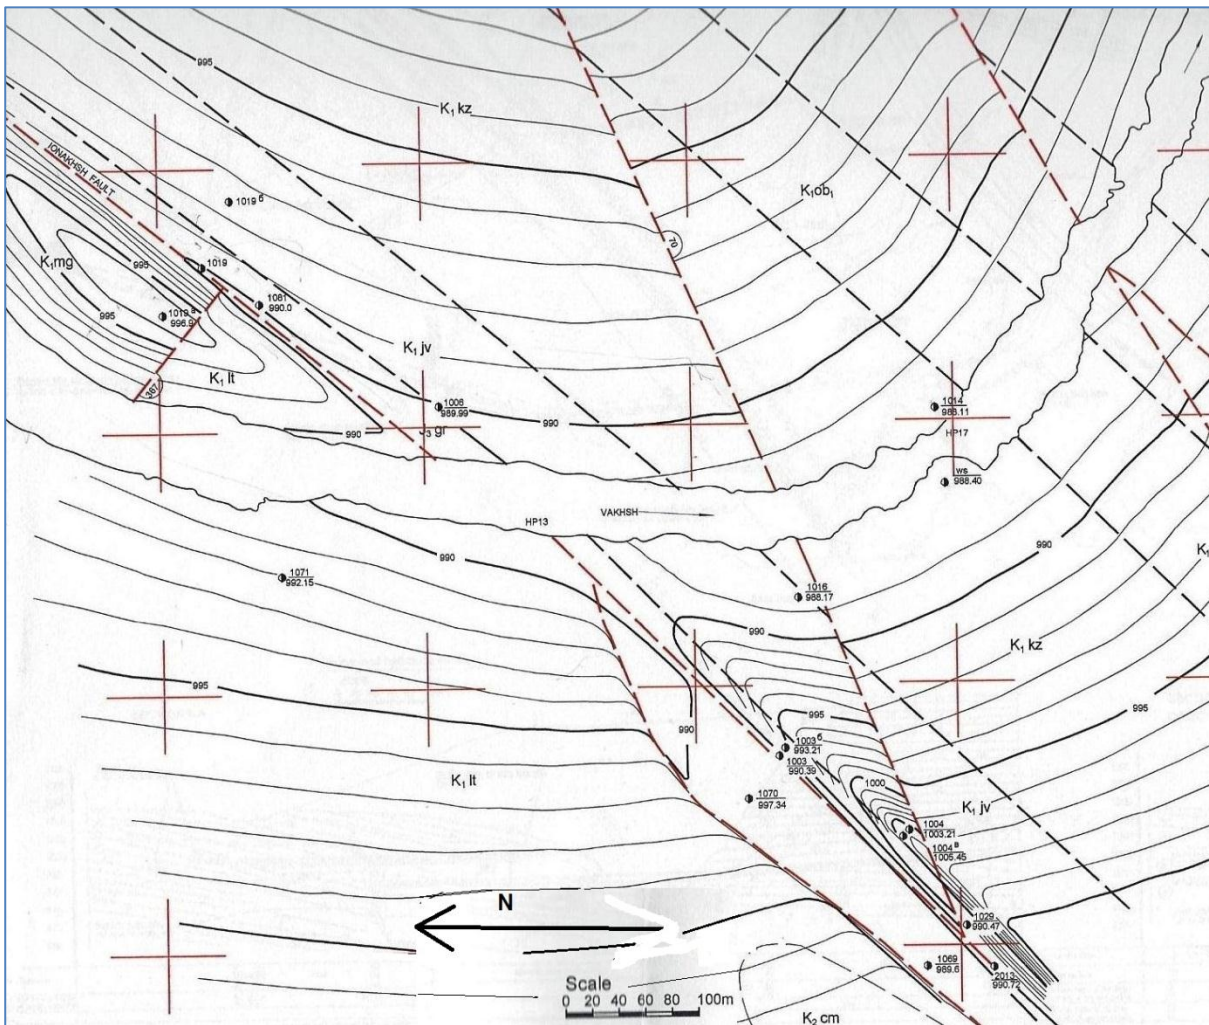 995
K₁ kz
K₁ob₁
IONAKHSH FAULT
1019 б
70
K₁mg
995
1019
1081
990.0
995
1019 a
996.9
K₁ jv
K₁ lt
367
1006
989.99
990
1014
988.11
990
J₃ gr
HP17
ws
988.40
VAKHSH
HP13
990
990
K₁
1071
992.15
1016
988.17
990
K₁ kz
995
995
990
995
1003 б
993.21
1003
990.39
K₁ lt
1000
1070
997.34
K₁ jv
1004
1003.21
1004 в
1005.45
N
1029
990.47
1069
989.6
2013
990.72
Scale
0 20 40 60 80 100m
K₂ cm